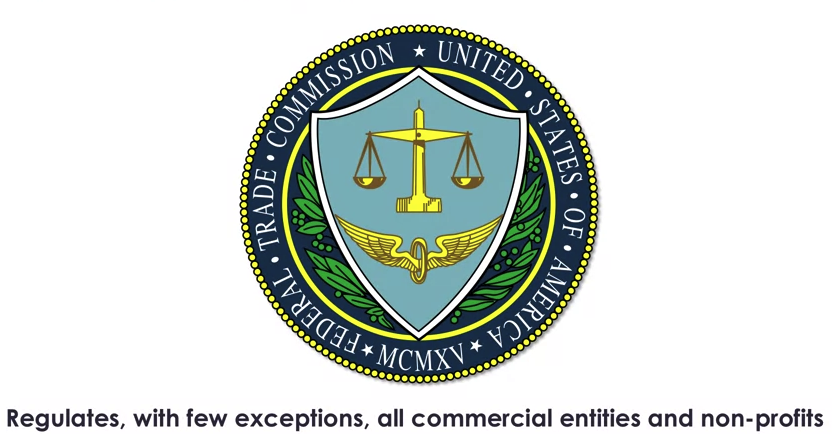 FEDERAL TRADE COMMISSION ★ UNITED STATES OF AMERICA
★ MCMXV ★
Regulates, with few exceptions, all commercial entities and non-profits